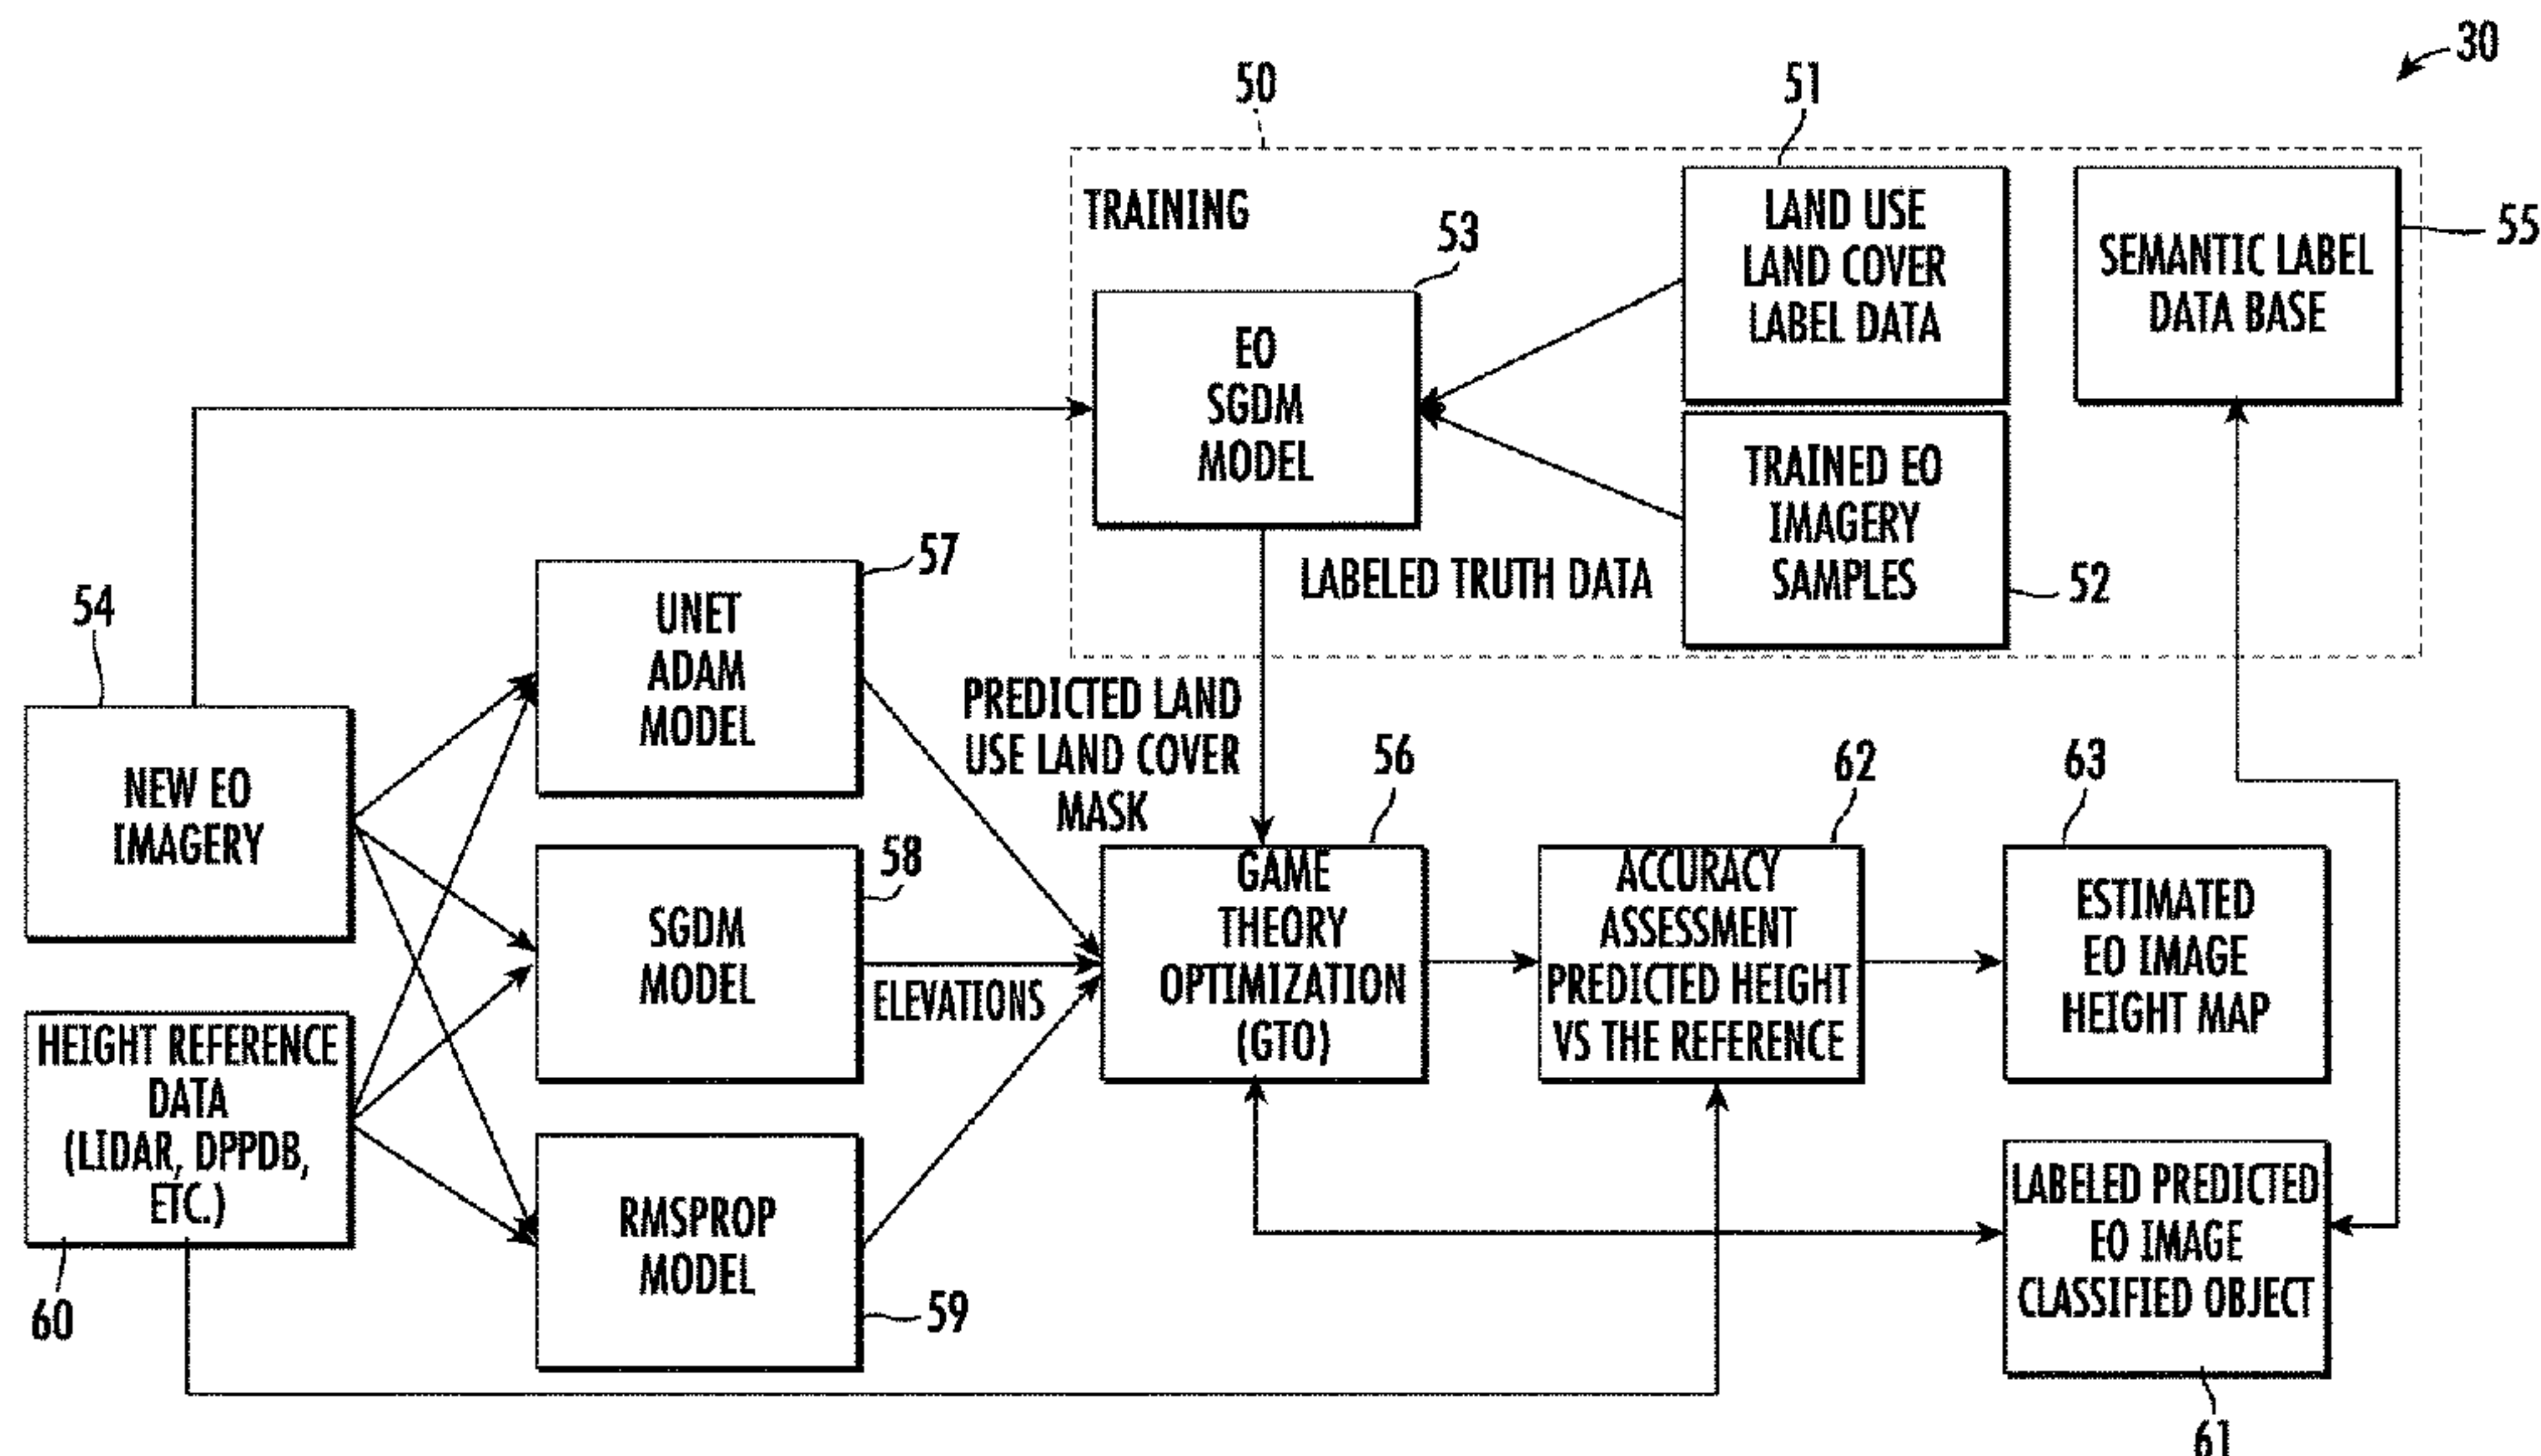 30
50
51
TRAINING
53
LAND USE
LAND COVER
LABEL DATA
SEMANTIC LABEL
DATA BASE
55
EO
SGDM
MODEL
TRAINED EO
IMAGERY
SAMPLES
52
LABELED TRUTH DATA
54
NEW EO
IMAGERY
57
UNET
ADAM
MODEL
PREDICTED LAND
USE LAND COVER
MASK
58
SGDM
MODEL
ELEVATIONS
56
GAME
THEORY
OPTIMIZATION
(GTO)
62
ACCURACY
ASSESSMENT
PREDICTED HEIGHT
VS THE REFERENCE
63
ESTIMATED
EO IMAGE
HEIGHT MAP
HEIGHT REFERENCE
DATA
(LIDAR, DPPDB,
ETC.)
60
RMSPROP
MODEL
59
LABELED PREDICTED
EO IMAGE
CLASSIFIED OBJECT
61